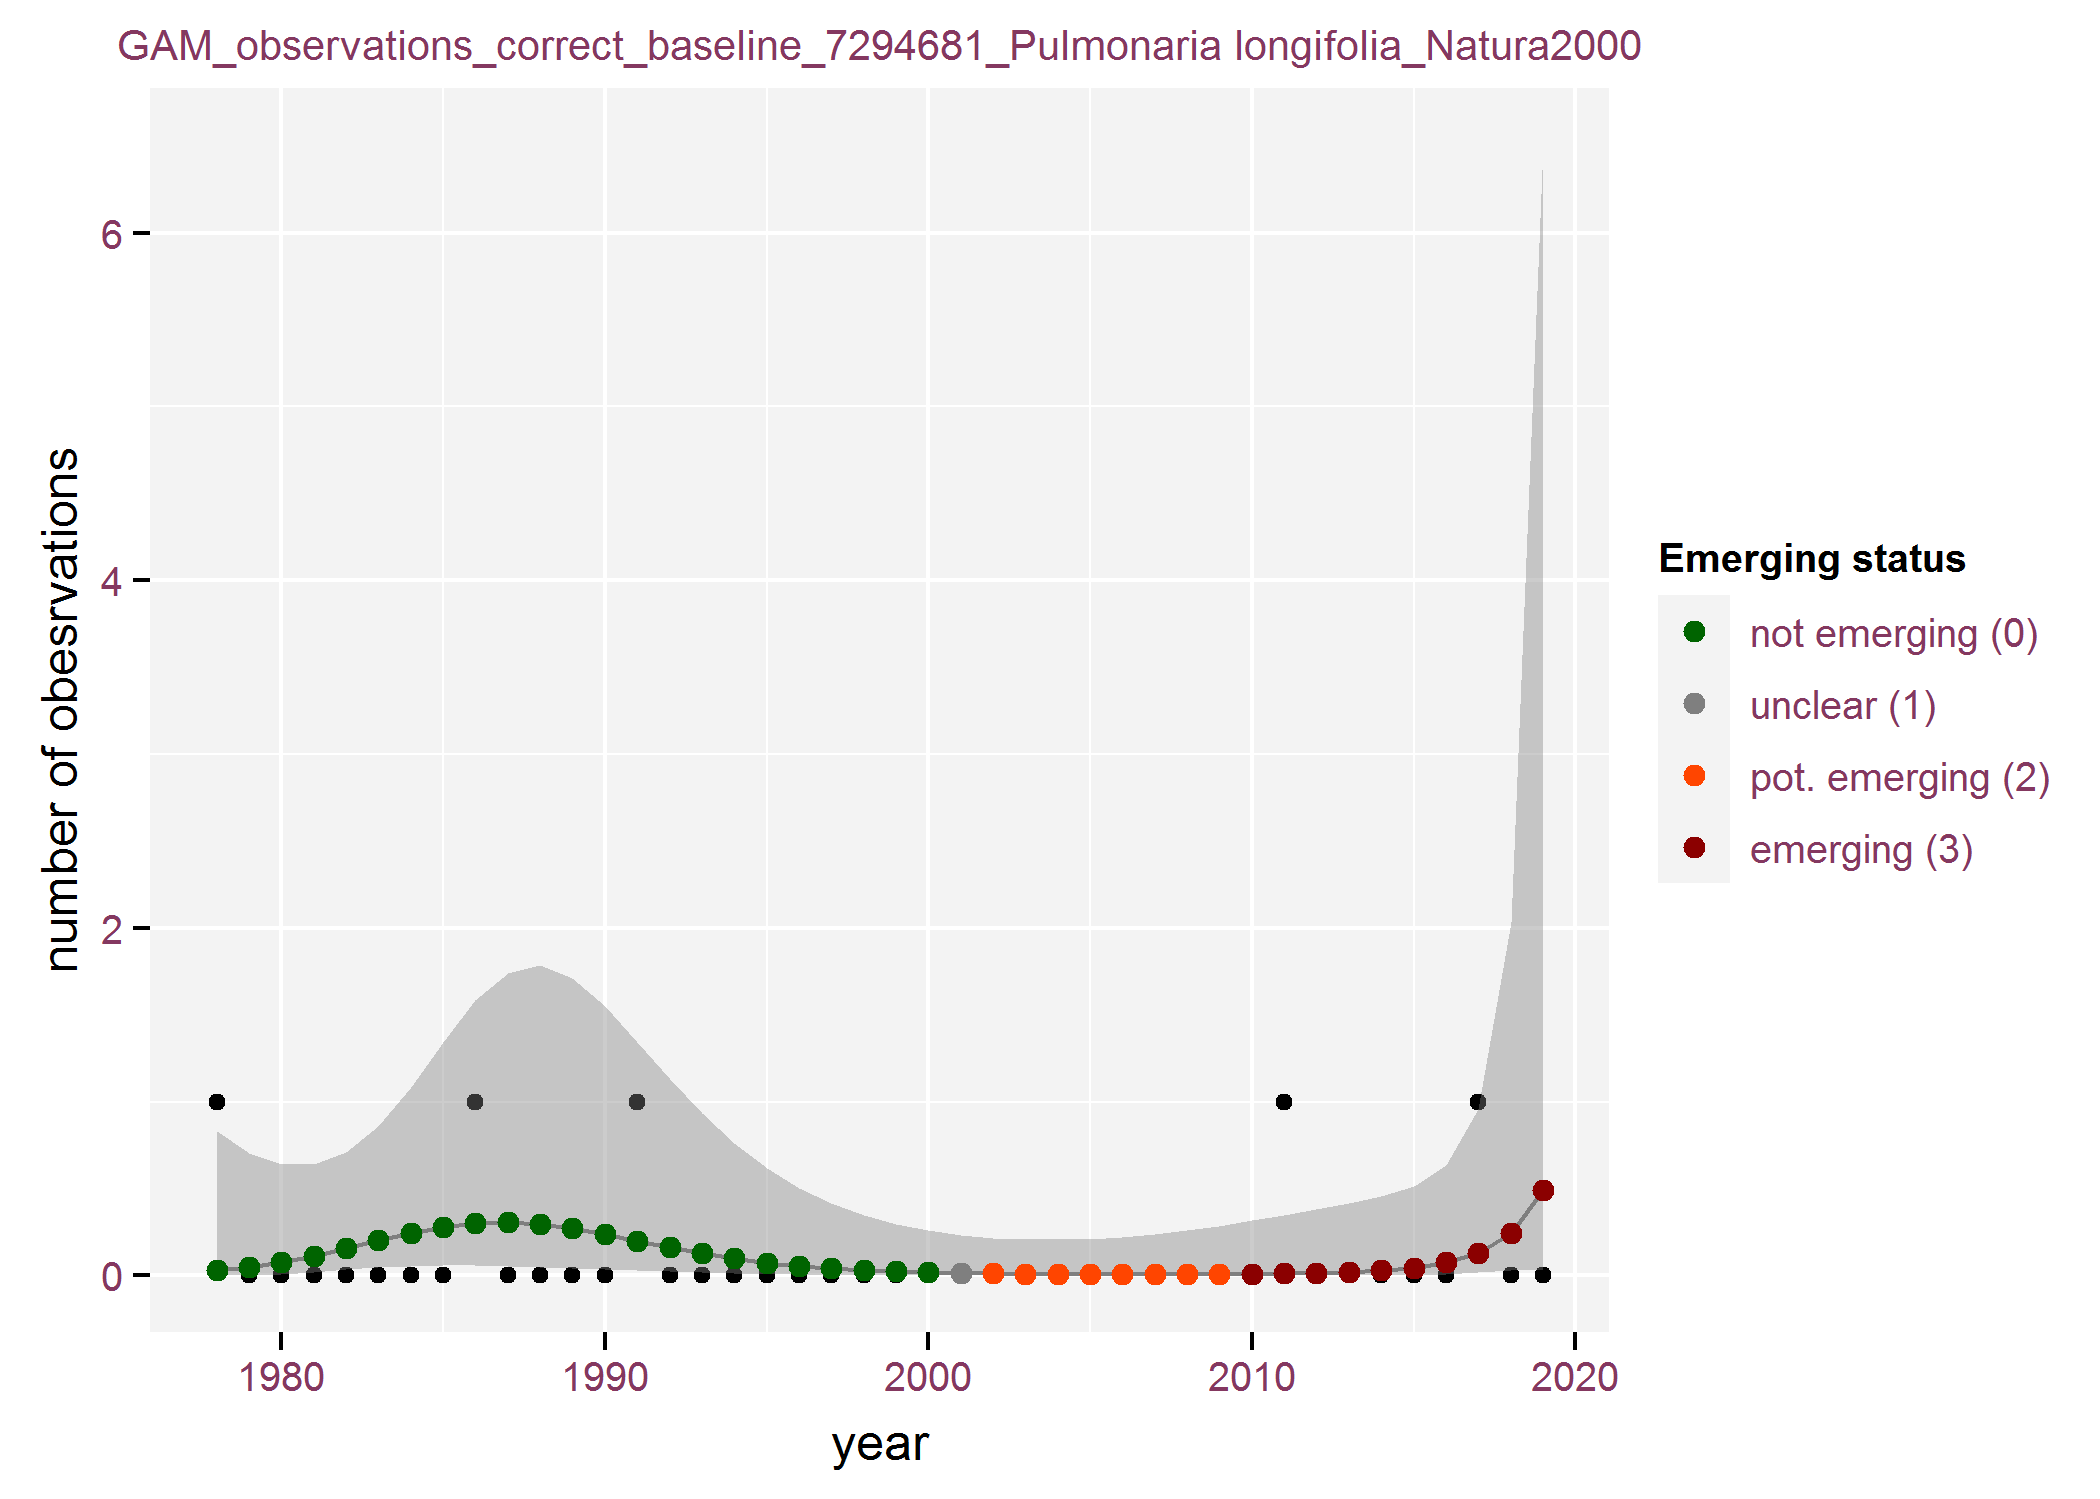 GAM_observations_correct_baseline_7294681_Pulmonaria longifolia_Natura2000
6
4
2
0
number of obesrvations
1980
1990
2000
2010
2020
year
Emerging status
not emerging (0)
unclear (1)
pot. emerging (2)
emerging (3)